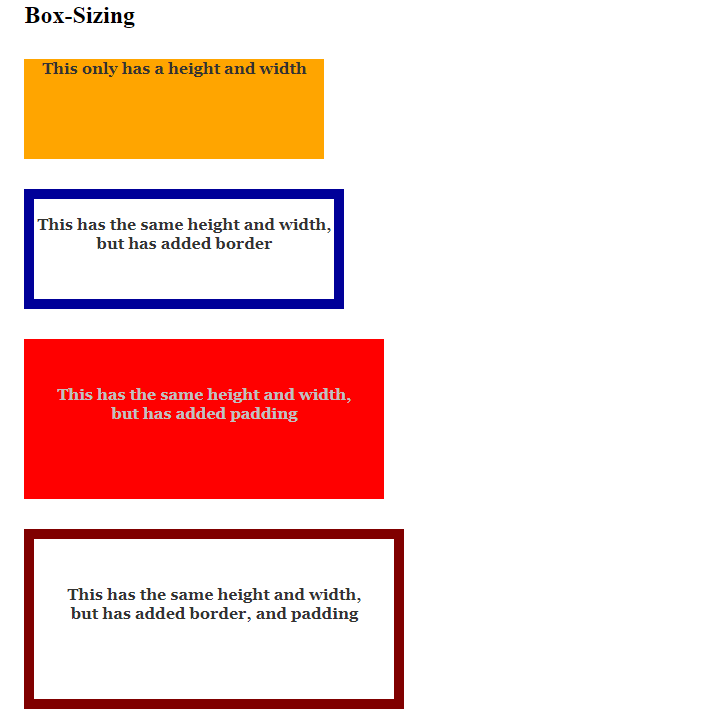 Box-Sizing
This only has a height and width
This has the same height and width,
but has added border
This has the same height and width,
but has added padding
This has the same height and width,
but has added border, and padding